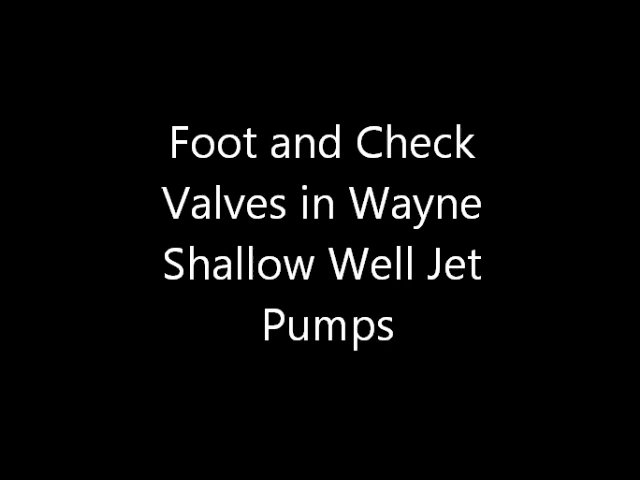 Foot and Check
Valves in Wayne
Shallow Well Jet
Pumps